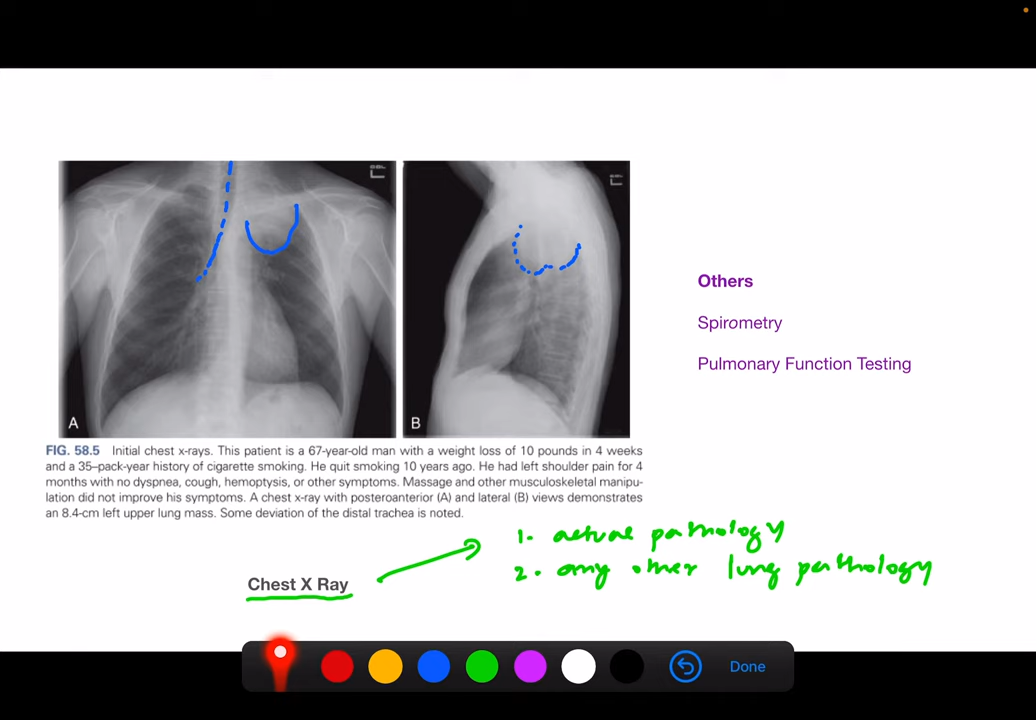 A
B
FIG. 58.5 Initial chest x-rays. This patient is a 67-year-old man with a weight loss of 10 pounds in 4 weeks
and a 35–pack-year history of cigarette smoking. He quit smoking 10 years ago. He had left shoulder pain for 4
months with no dyspnea, cough, hemoptysis, or other symptoms. Massage and other musculoskeletal manipu-
lation did not improve his symptoms. A chest x-ray with posteroanterior (A) and lateral (B) views demonstrates
an 8.4-cm left upper lung mass. Some deviation of the distal trachea is noted.
Others
Spirometry
Pulmonary Function Testing
Chest X Ray
1. actual pathology
2. any other lung pathology
Done